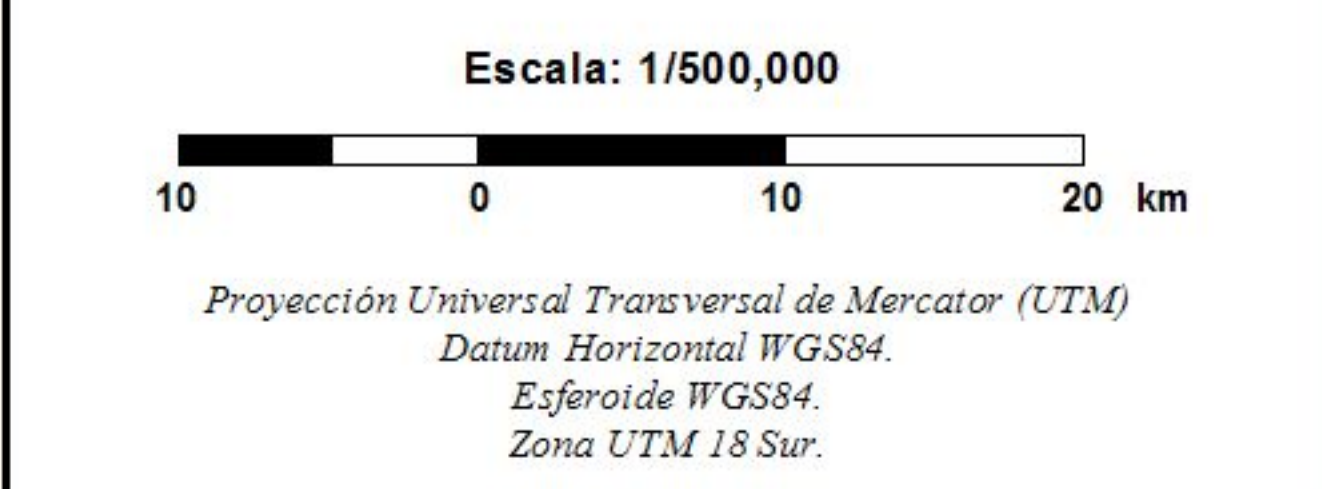 Escala: 1/500,000
10 0 10 20 km
Proyección Universal Transversal de Mercator (UTM)
Datum Horizontal WGS84.
Esferoide WGS84.
Zona UTM 18 Sur.